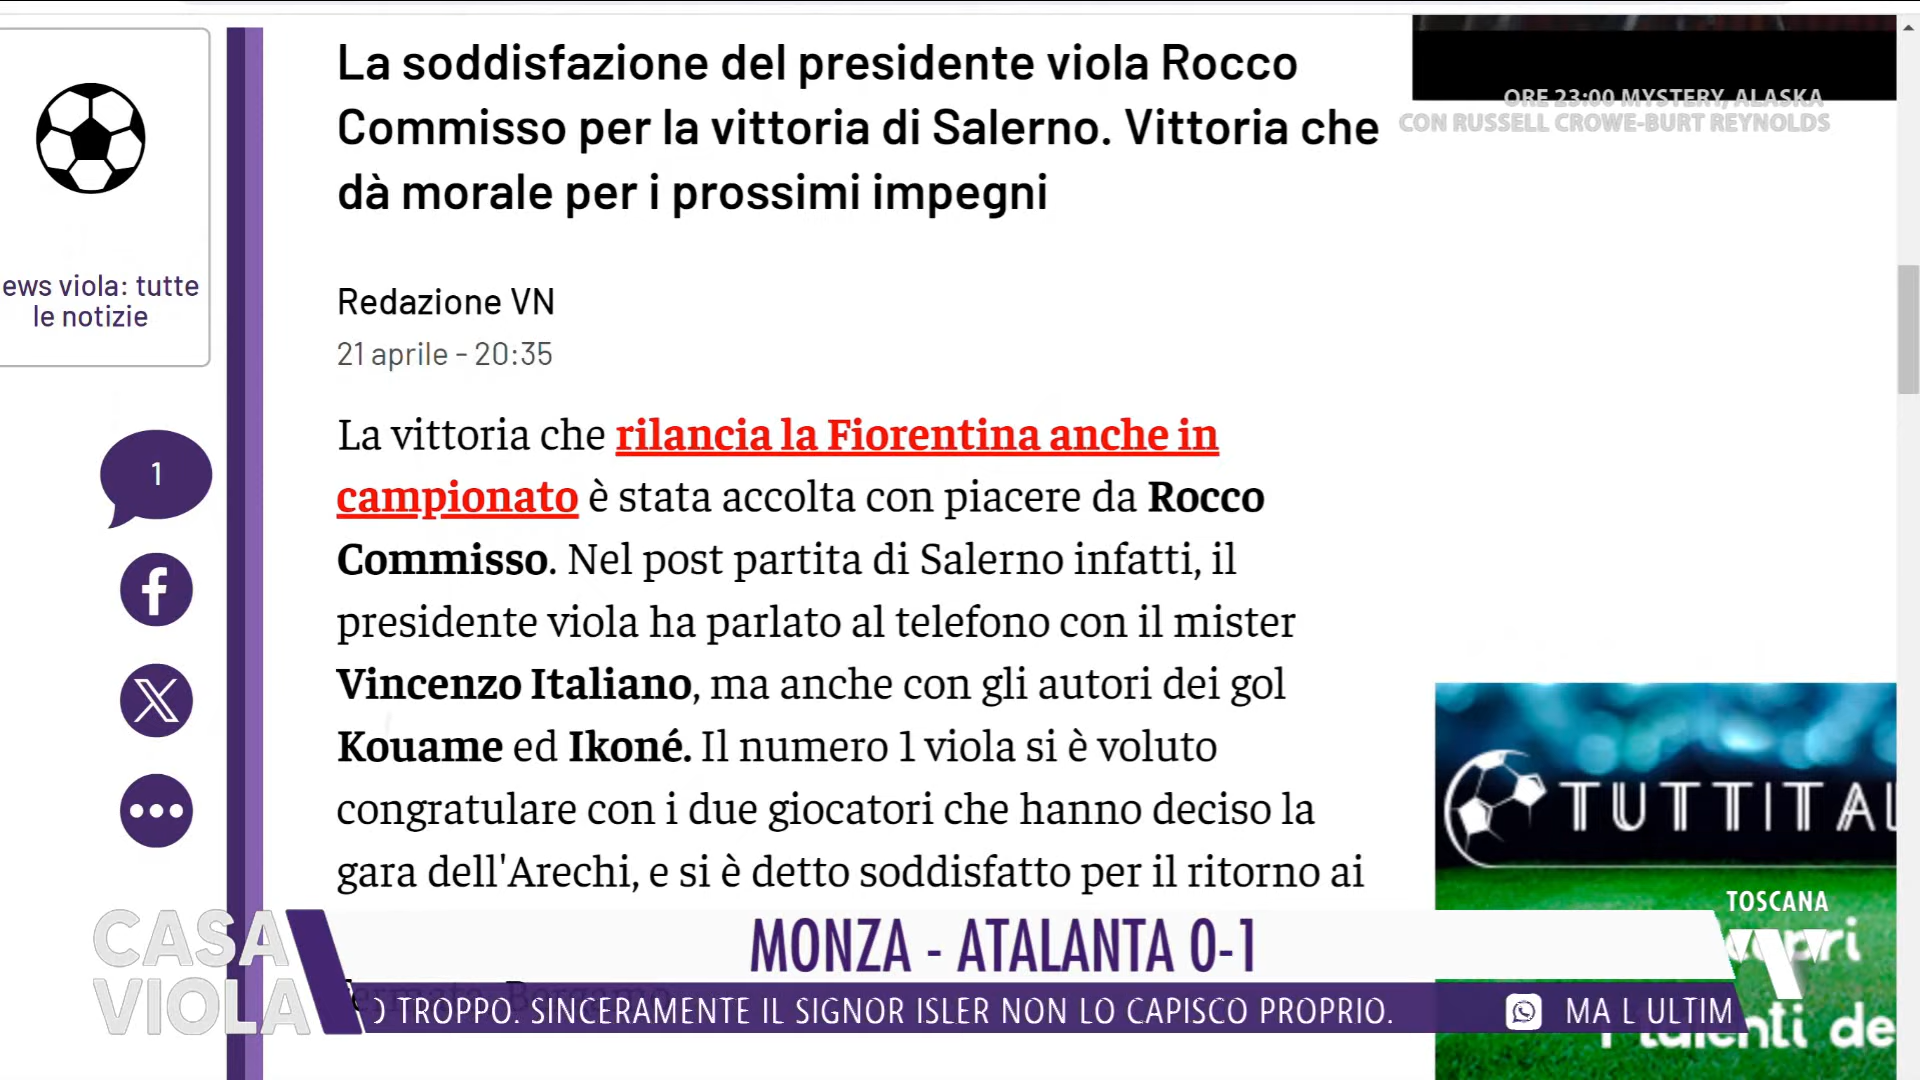 La soddisfazione del presidente viola Rocco
Commisso per la vittoria di Salerno. Vittoria che
dà morale per i prossimi impegni
ORE 23:00 MYSTERY, ALASKA
CON RUSSELL CROWE-BURT REYNOLDS
ews viola: tutte
le notizie
Redazione VN
21 aprile - 20:35
1
La vittoria che rilancia la Fiorentina anche in
campionato è stata accolta con piacere da Rocco
Commisso. Nel post partita di Salerno infatti, il
presidente viola ha parlato al telefono con il mister
Vincenzo Italiano, ma anche con gli autori dei gol
Kouame ed Ikoné. Il numero 1 viola si è voluto
congratulare con i due giocatori che hanno deciso la
gara dell'Arechi, e si è detto soddisfatto per il ritorno ai
TUTTITAL
TOSCANA
TV
CASA
VIOLA
MONZA - ATALANTA 0-1
O TROPPO. SINCERAMENTE IL SIGNOR ISLER NON LO CAPISCO PROPRIO.
MA L ULTIM
talenti de